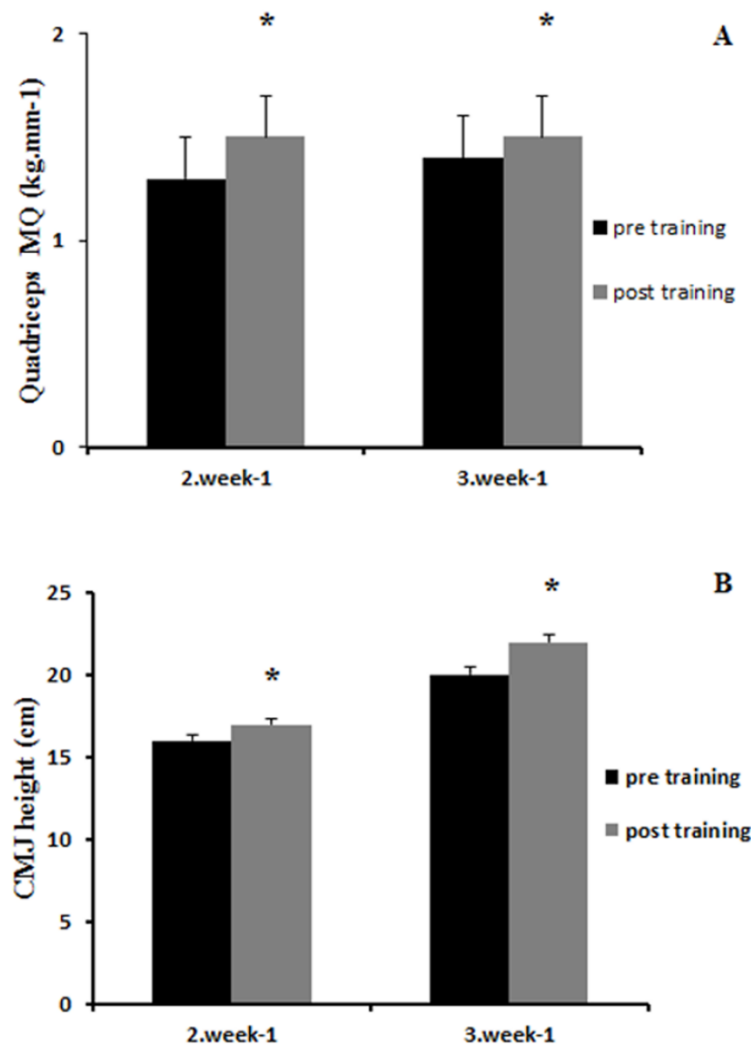 A
*
*
2
1
0
Quadriceps MQ (kg.mm-1)
pre training
post training
2.week-1
3.week-1
B
*
*
25
20
15
10
5
0
CMJ height (cm)
pre training
post training
2.week-1
3.week-1